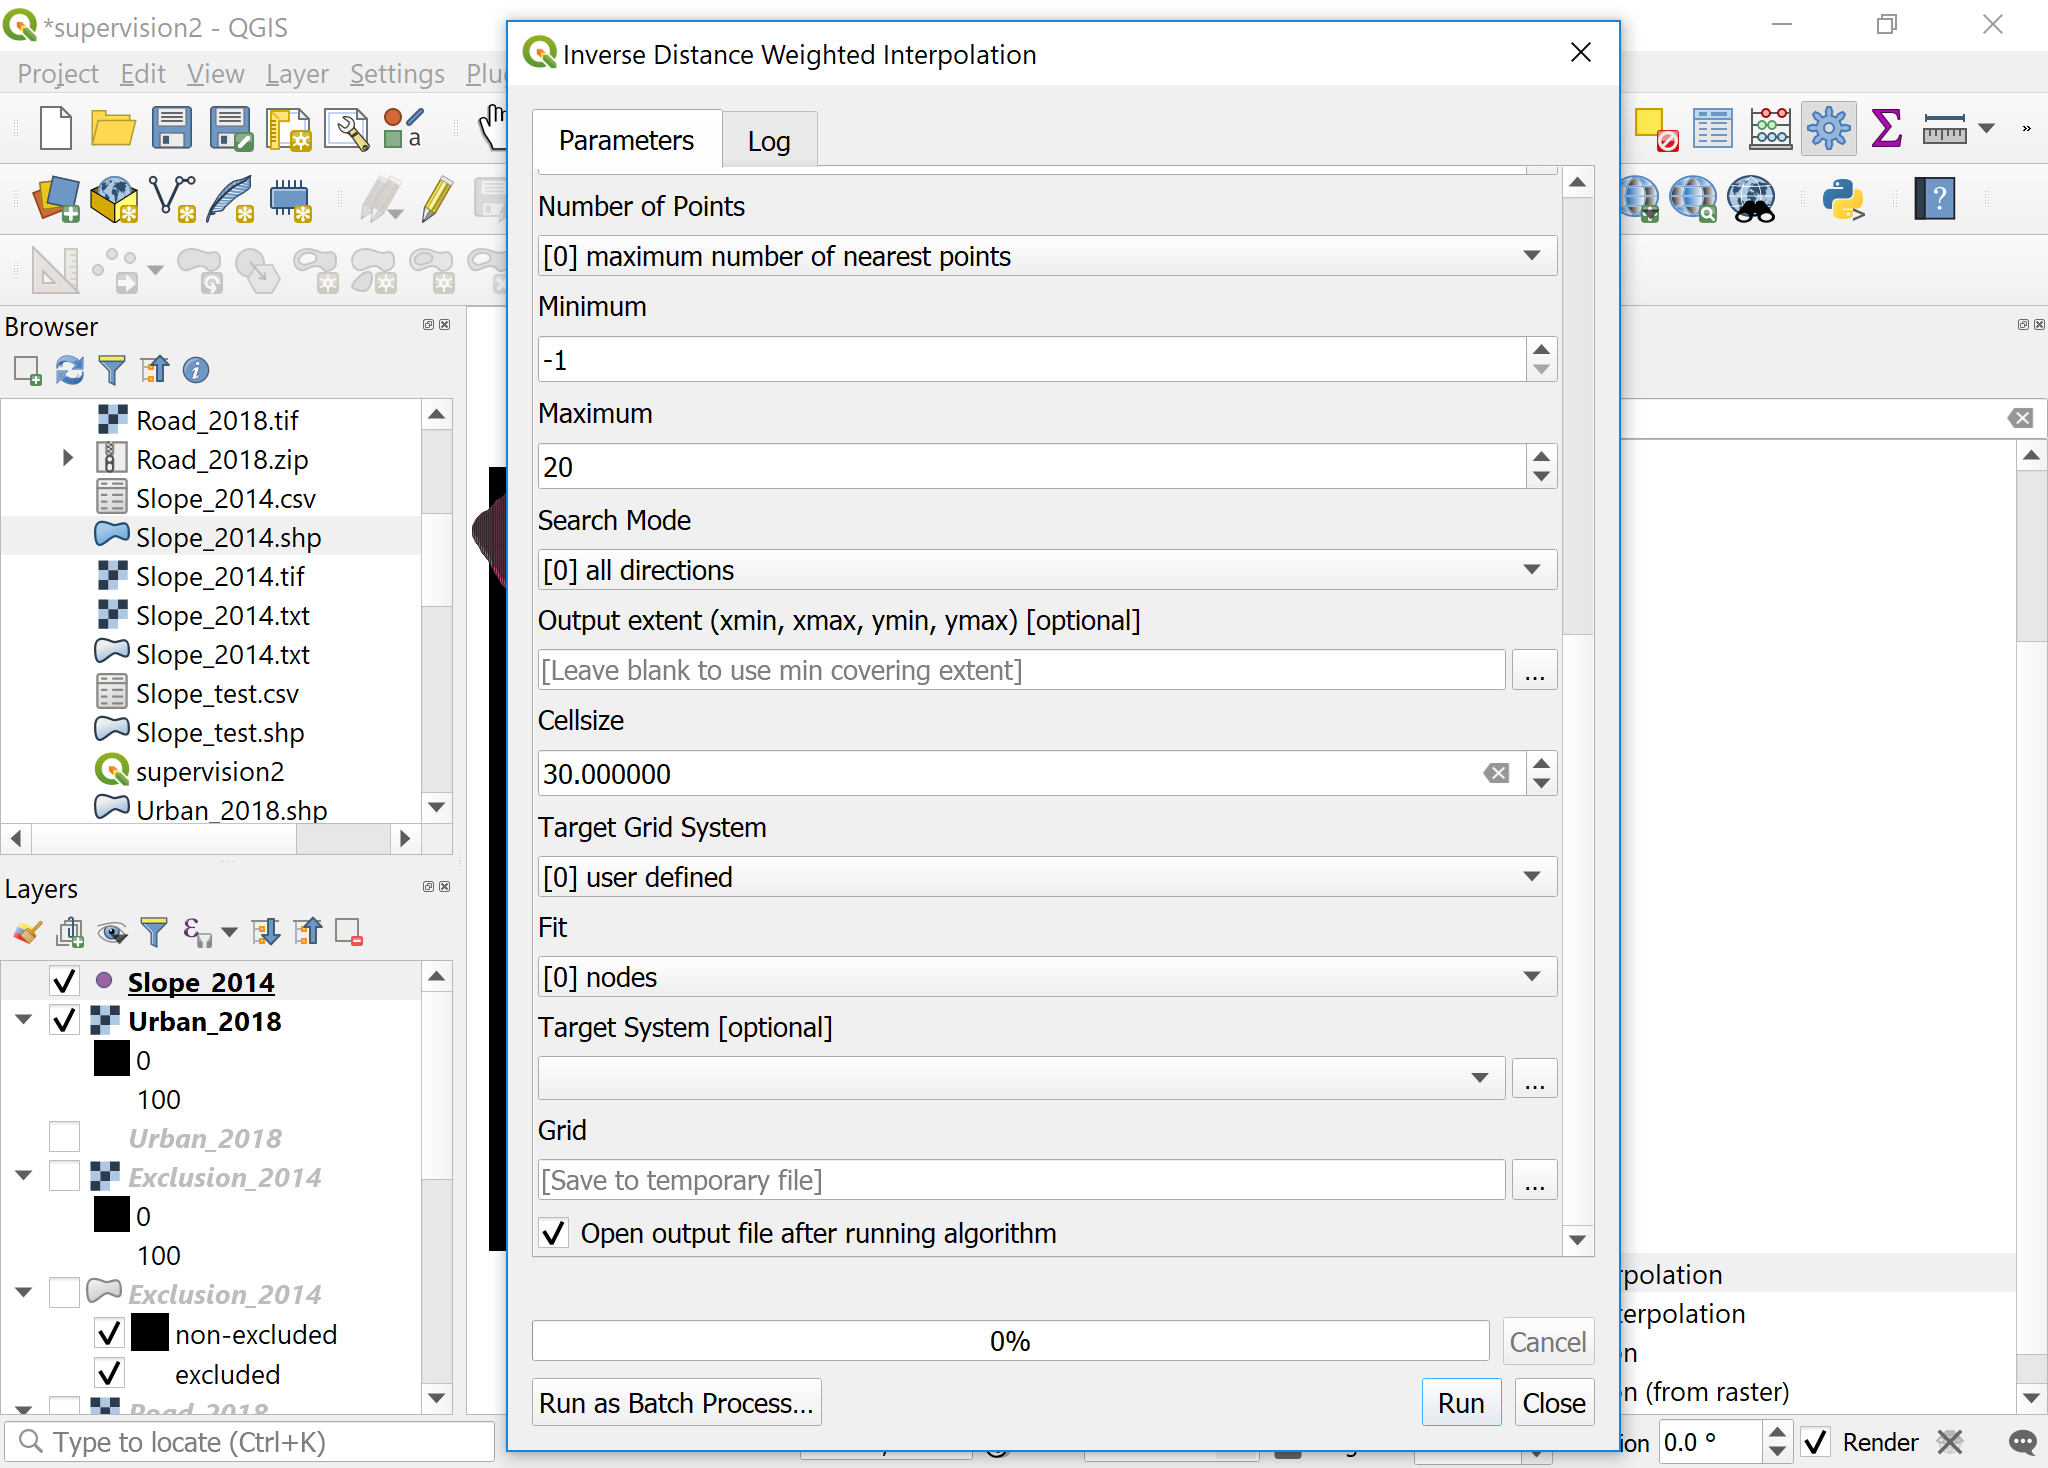 *supervision2 - QGIS
Project Edit View Layer Settings
Inverse Distance Weighted Interpolation
a
»
Parameters
Log
Number of Points
[0] maximum number of nearest points
Minimum
-1
Maximum
20
Search Mode
[0] all directions
Output extent (xmin, xmax, ymin, ymax) [optional]
[Leave blank to use min covering extent]
...
Cellsize
30.000000
Target Grid System
[0] user defined
Fit
[0] nodes
Target System [optional]
...
Grid
[Save to temporary file]
...
Open output file after running algorithm
0%
Cancel
Run as Batch Process...
Run
Close
Browser
Road_2018.tif
Road_2018.zip
Slope_2014.csv
Slope_2014.shp
Slope_2014.tif
Slope_2014.txt
Slope_2014.txt
Slope_test.csv
Slope_test.shp
supervision2
Urban_2018.shp
Layers
Slope_2014
Urban_2018
0
100
Urban_2018
Exclusion_2014
0
100
Exclusion_2014
non-excluded
excluded
Road_2018
Type to locate (Ctrl+K)
polation
erpolation
n
n (from raster)
ion
0.0 °
Render